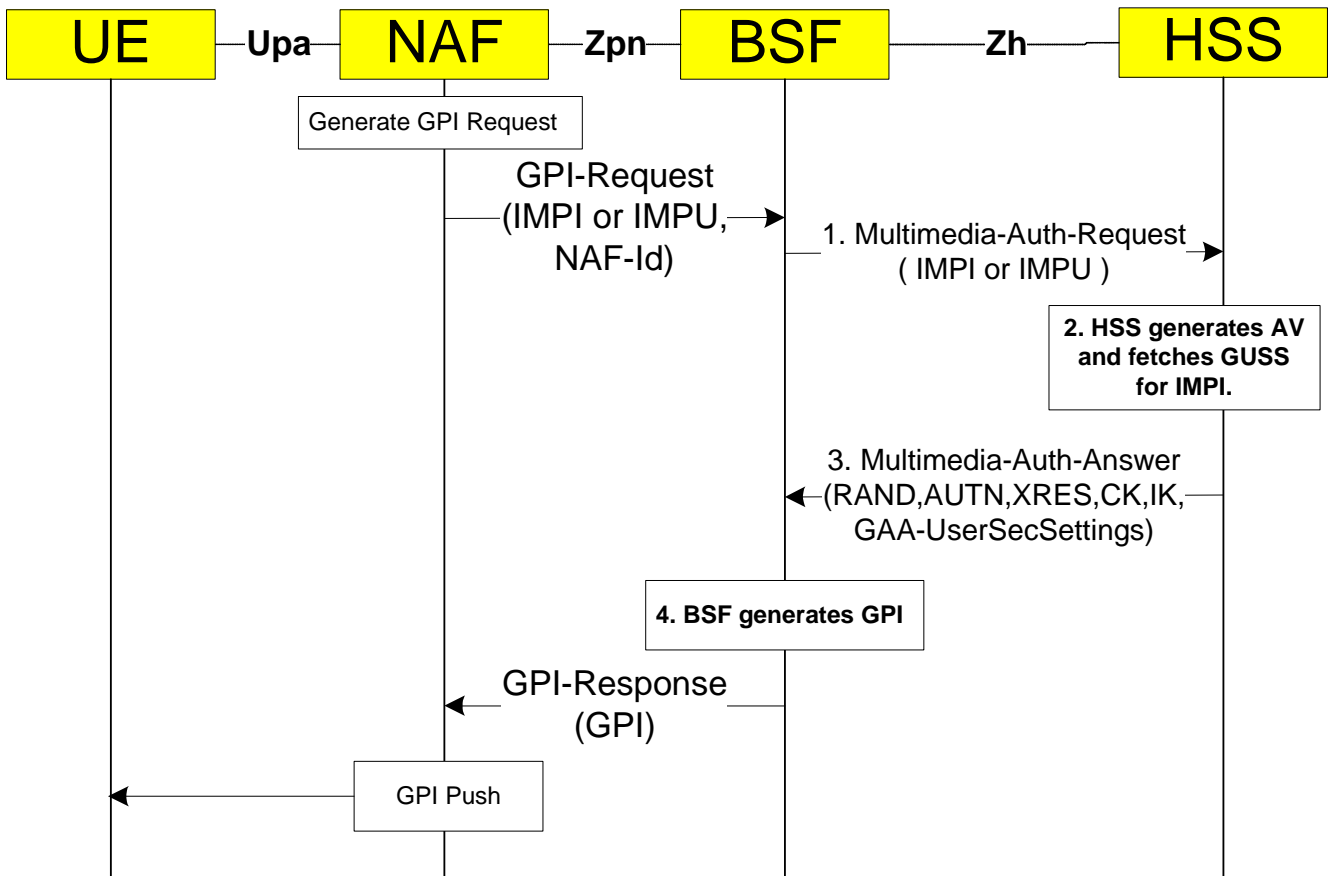 UE
Upa
NAF
Zpn
BSF
Zh
HSS
Generate GPI Request
GPI-Request
(IMPI or IMPU,
NAF-Id)
1. Multimedia-Auth-Request
( IMPI or IMPU )
2. HSS generates AV
and fetches GUSS
for IMPI.
3. Multimedia-Auth-Answer
(RAND,AUTN,XRES,CK,IK,
GAA-UserSecSettings)
4. BSF generates GPI
GPI-Response
(GPI)
GPI Push